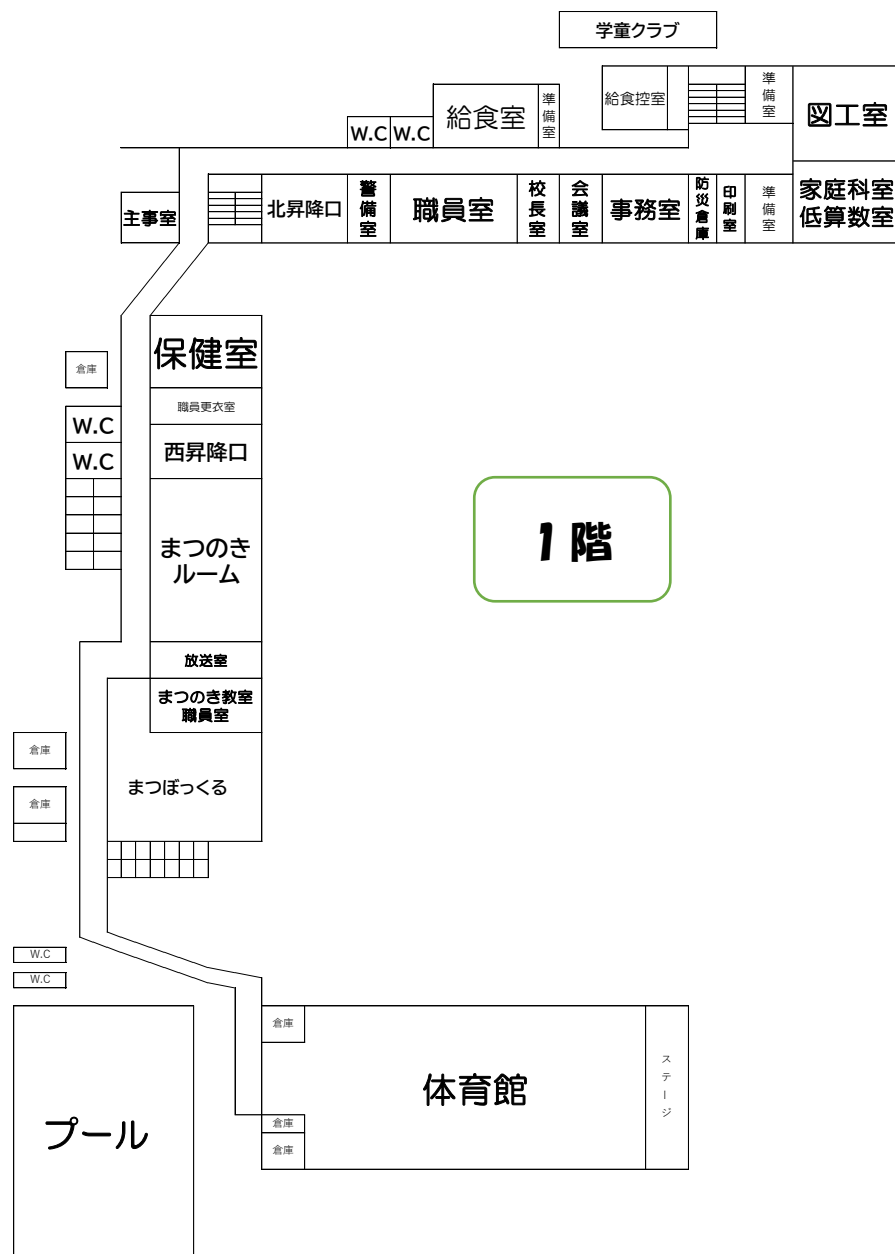 学童クラブ
給食室
準備室
給食控室
準備室
図工室
W.C
W.C
主事室
北昇降口
警備室
職員室
校長室
会議室
事務室
防災倉庫
印刷室
準備室
家庭科室
低算数室
保健室
倉庫
職員更衣室
W.C
西昇降口
W.C
1階
まつのき
ルーム
放送室
まつのき教室
職員室
倉庫
まつぼっくる
倉庫
W.C
W.C
倉庫
体育館
ステージ
プール
倉庫
倉庫